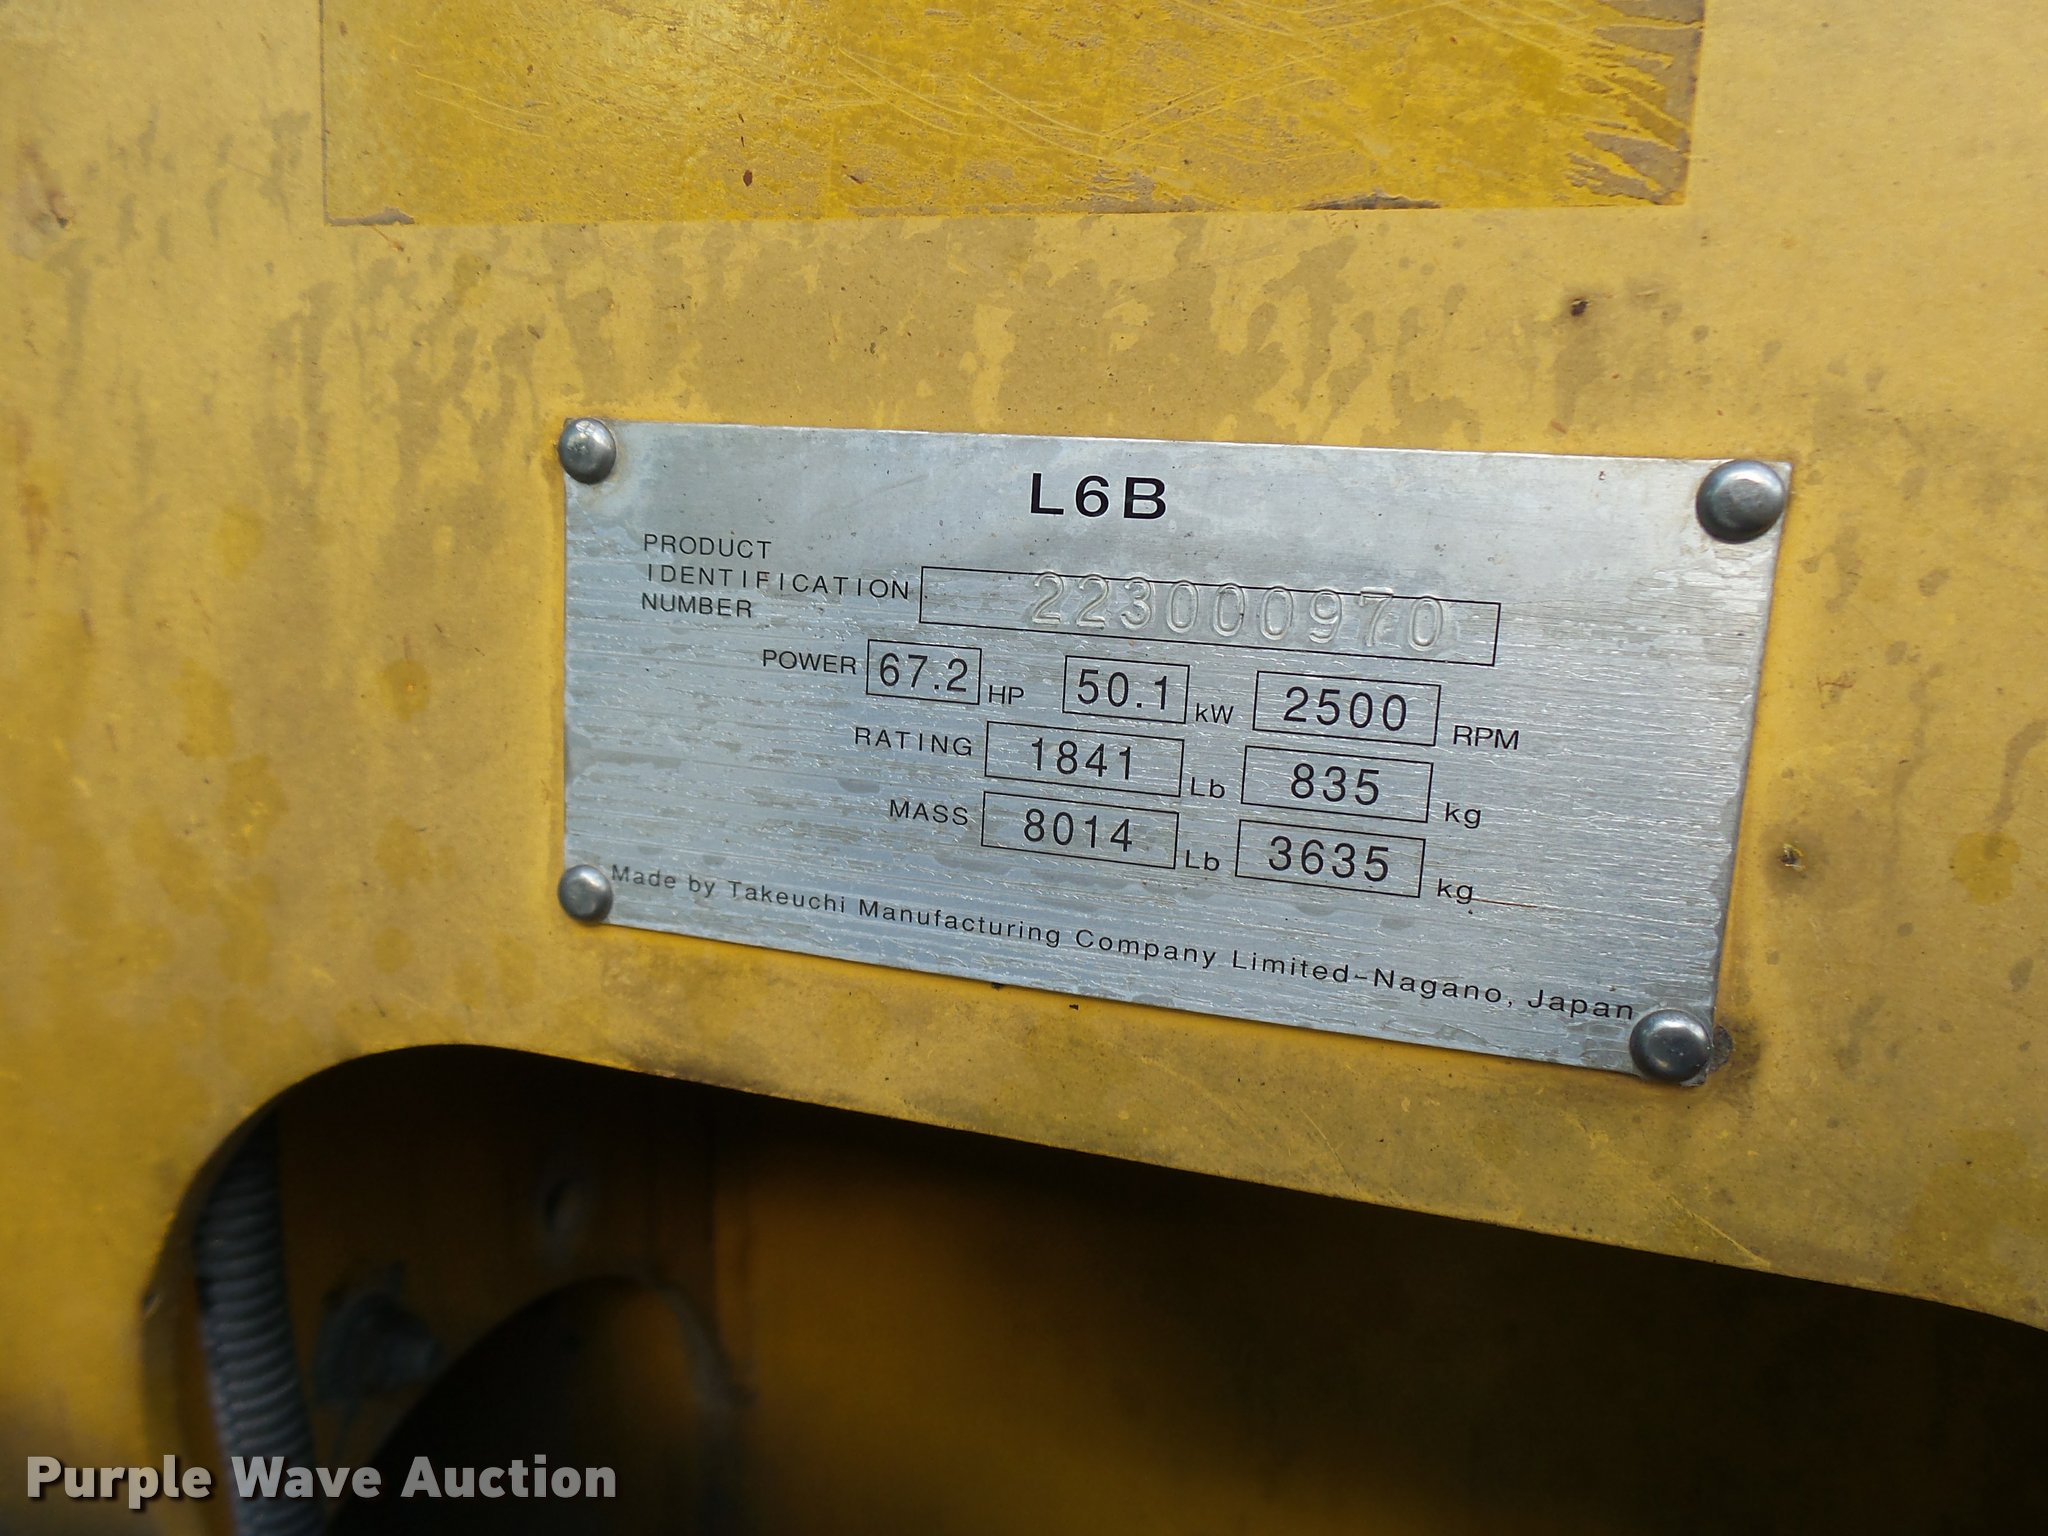 L6B
PRODUCT
IDENTIFICATION 223000970
NUMBER
POWER 67.2 HP 50.1 kW 2500 RPM
RATING 1841 Lb 835 kg
MASS 8014 Lb 3635 kg
Made by Takeuchi Manufacturing Company Limited-Nagano, Japan
Purple Wave Auction